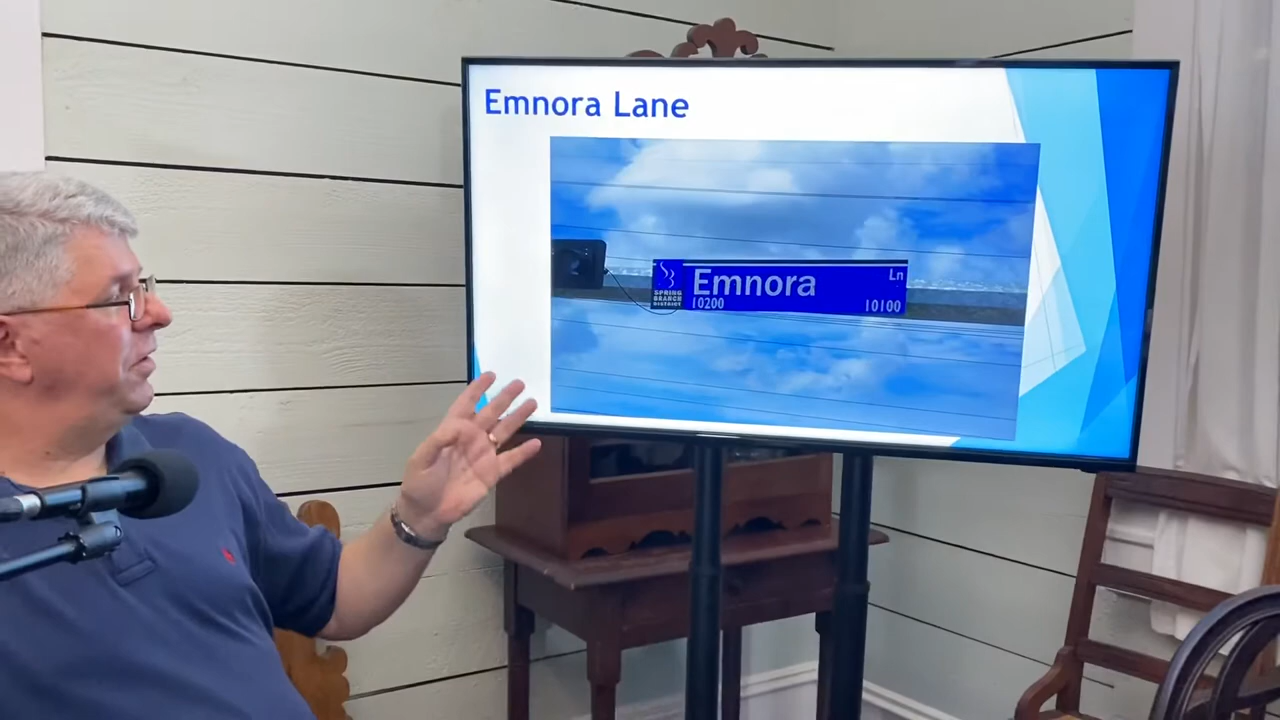 Emnora Lane
Emnora Ln
SPRING
BRANCH
DISTRICT
10200 10100